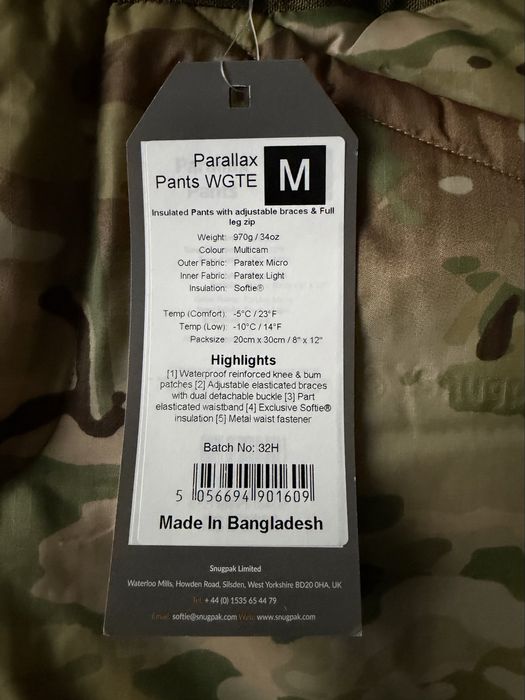 Parallax
Pants WGTE
M
Insulated Pants with adjustable braces & Full
leg zip
Weight: 970g / 34oz
Colour: Multicam
Outer Fabric: Paratex Micro
Inner Fabric: Paratex Light
Insulation: Softie®
Temp (Comfort): -5°C / 23°F
Temp (Low): -10°C / 14°F
Packsize: 20cm x 30cm / 8" x 12"
Highlights
[1] Waterproof reinforced knee & bum
patches [2] Adjustable elasticated braces
with dual detachable buckle [3] Part
elasticated waistband [4] Exclusive Softie®
insulation [5] Metal waist fastener
Batch No: 32H
5 056694 901609
Made In Bangladesh
Snugpak Limited
Waterloo Mills, Howden Road, Silsden, West Yorkshire BD20 0HA, UK
Tel: + 44 (0) 1535 65 44 79
Email: softie@snugpak.com Web: www.snugpak.com